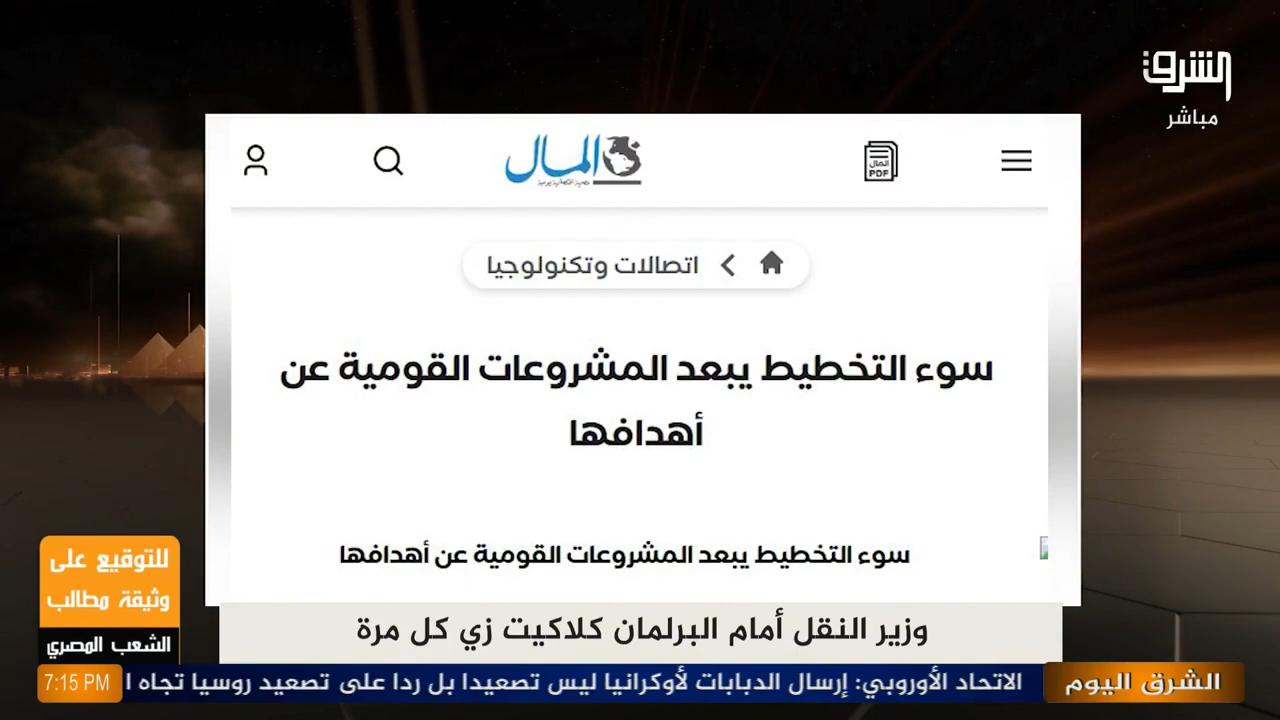 الشرق
مباشر
المال
المال
PDF
اتصالات وتكنولوجيا
سوء التخطيط يبعد المشروعات القومية عن
أهدافها
سوء التخطيط يبعد المشروعات القومية عن أهدافها
وزير النقل أمام البرلمان كلاكيت زي كل مرة
للتوقيع على
وثيقة مطالب
الشعب المصري
الشرق اليوم
الاتحاد الأوروبي: إرسال الدبابات لأوكرانيا ليس تصعيدا بل ردا على تصعيد روسيا تجاه ا
7:15 PM